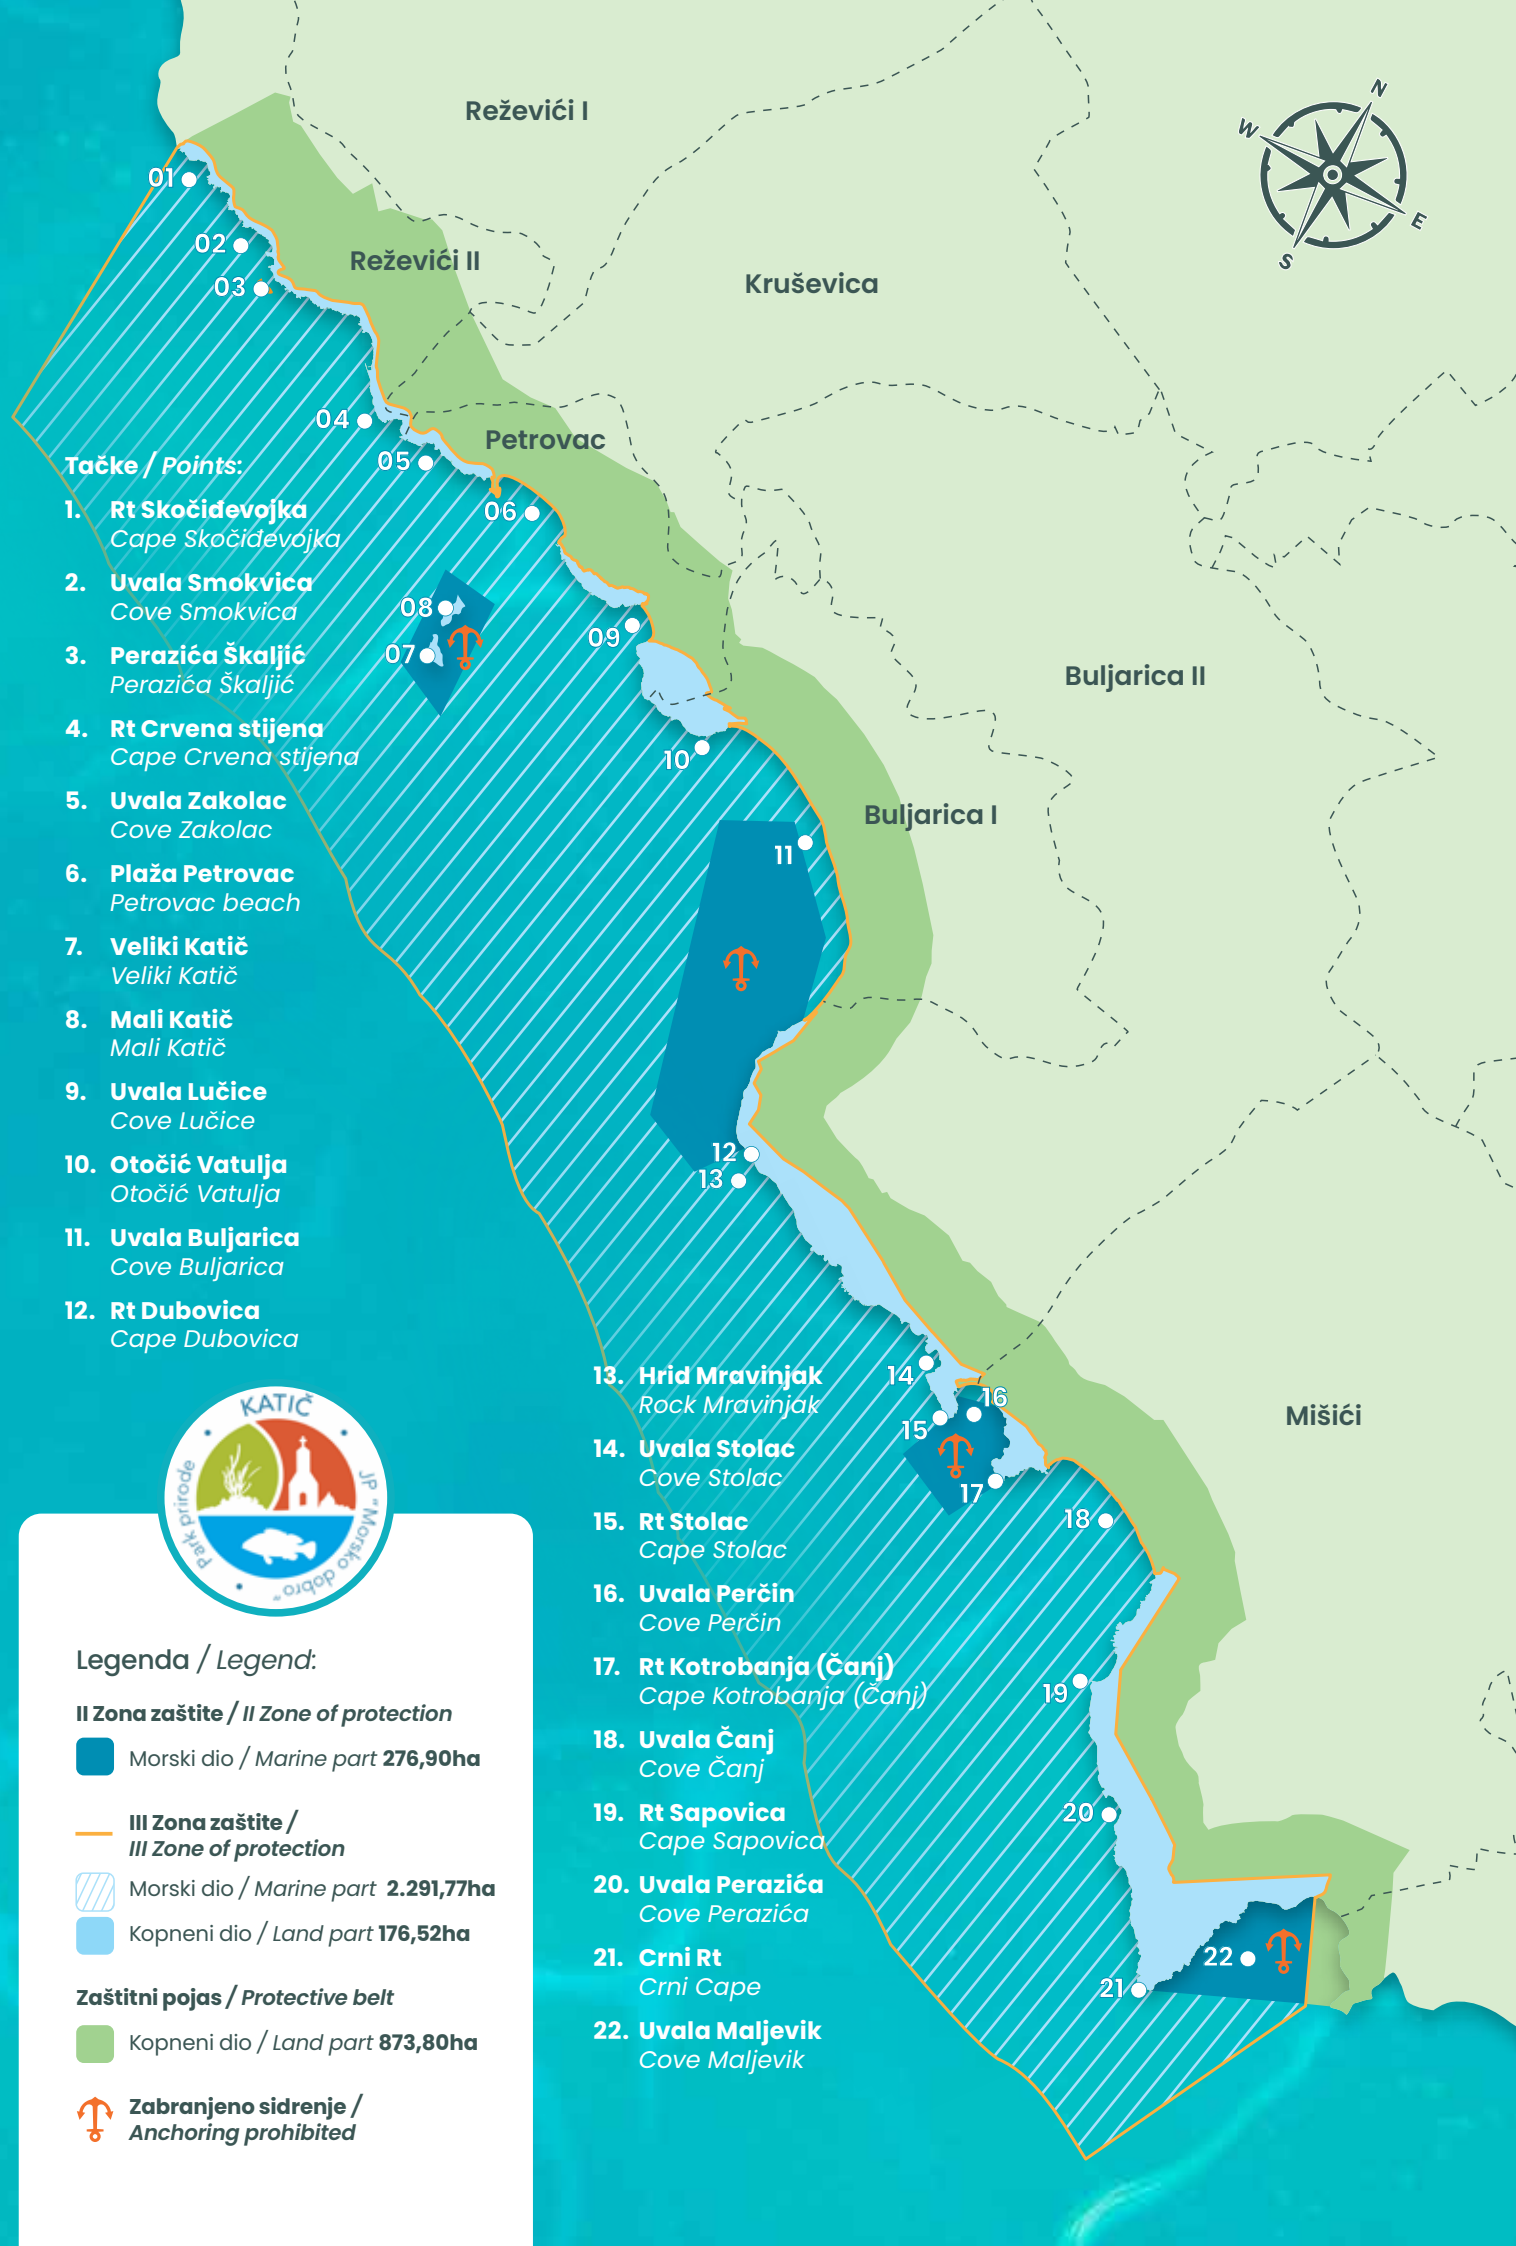 Reževići I
N
W
E
S
01
02
Reževići II
03
Kruševica
04
Petrovac
05
06
08
07
09
10
Buljarica II
Buljarica I
11
12
13
14
16
15
17
Mišići
18
19
20
22
21
Tačke / Points:
1. Rt Skočiđevojka
Cape Skočiđevojka
2. Uvala Smokvica
Cove Smokvica
3. Perazića Škaljić
Perazića Škaljić
4. Rt Crvena stijena
Cape Crvena stijena
5. Uvala Zakolac
Cove Zakolac
6. Plaža Petrovac
Petrovac beach
7. Veliki Katič
Veliki Katič
8. Mali Katič
Mali Katič
9. Uvala Lučice
Cove Lučice
10. Otočić Vatulja
Otočić Vatulja
11. Uvala Buljarica
Cove Buljarica
12. Rt Dubovica
Cape Dubovica
13. Hrid Mravinjak
Rock Mravinjak
14. Uvala Stolac
Cove Stolac
15. Rt Stolac
Cape Stolac
16. Uvala Perčin
Cove Perčin
17. Rt Kotrobanja (Čanj)
Cape Kotrobanja (Čanj)
18. Uvala Čanj
Cove Čanj
19. Rt Sapovica
Cape Sapovica
20. Uvala Perazića
Cove Perazića
21. Crni Rt
Crni Cape
22. Uvala Maljevik
Cove Maljevik
KATIČ
Park prirode
JP "Morsko dobro"
Legenda / Legend:
II Zona zaštite / II Zone of protection
Morski dio / Marine part 276,90ha
III Zona zaštite /
III Zone of protection
Morski dio / Marine part 2.291,77ha
Kopneni dio / Land part 176,52ha
Zaštitni pojas / Protective belt
Kopneni dio / Land part 873,80ha
Zabranjeno sidrenje /
Anchoring prohibited